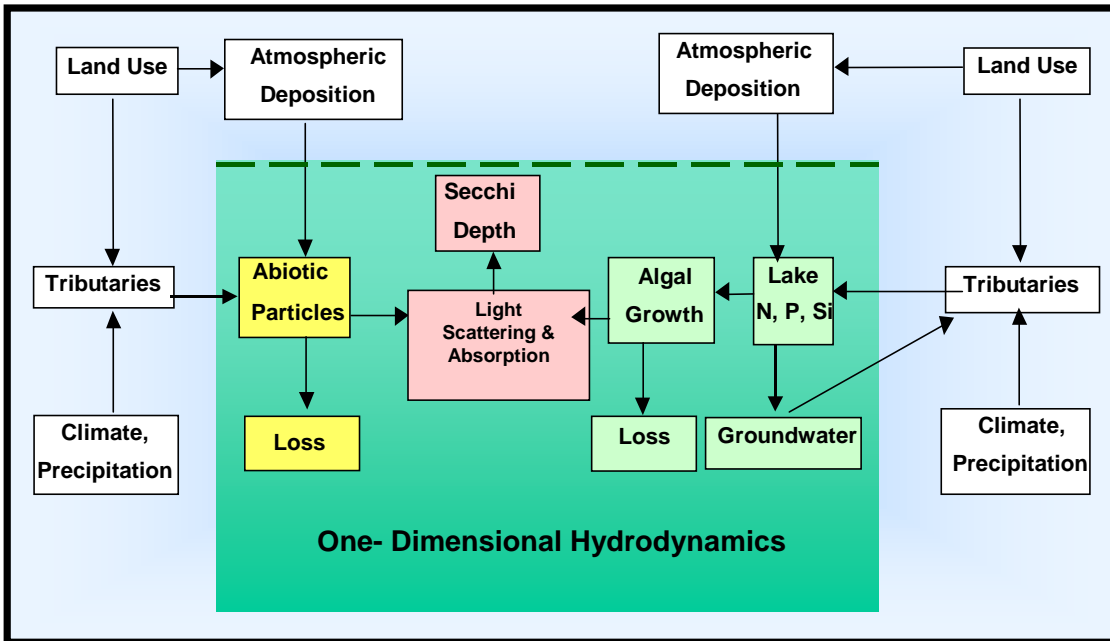 Land Use
Atmospheric
Deposition
Atmospheric
Deposition
Land Use
Secchi
Depth
Tributaries
Abiotic
Particles
Light
Scattering &
Absorption
Algal
Growth
Lake
N, P, Si
Tributaries
Climate,
Precipitation
Loss
Loss
Groundwater
Climate,
Precipitation
One- Dimensional Hydrodynamics